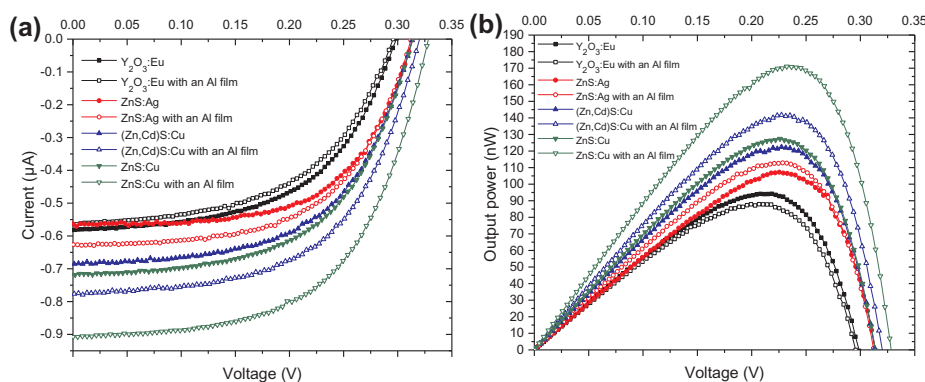 (a)
0.00 0.05 0.10 0.15 0.20 0.25 0.30 0.35
0.0
-0.1
-0.2
-0.3
-0.4
-0.5
-0.6
-0.7
-0.8
-0.9
Current (μA)
Voltage (V)
Y2O3:Eu
Y2O3:Eu with an Al film
ZnS:Ag
ZnS:Ag with an Al film
(Zn,Cd)S:Cu
(Zn,Cd)S:Cu with an Al film
ZnS:Cu
ZnS:Cu with an Al film
(b)
0.00 0.05 0.10 0.15 0.20 0.25 0.30 0.35
190
180
170
160
150
140
130
120
110
100
90
80
70
60
50
40
30
20
10
0
Output power (nW)
Voltage (V)
Y2O3:Eu
Y2O3:Eu with an Al film
ZnS:Ag
ZnS:Ag with an Al film
(Zn,Cd)S:Cu
(Zn,Cd)S:Cu with an Al film
ZnS:Cu
ZnS:Cu with an Al film